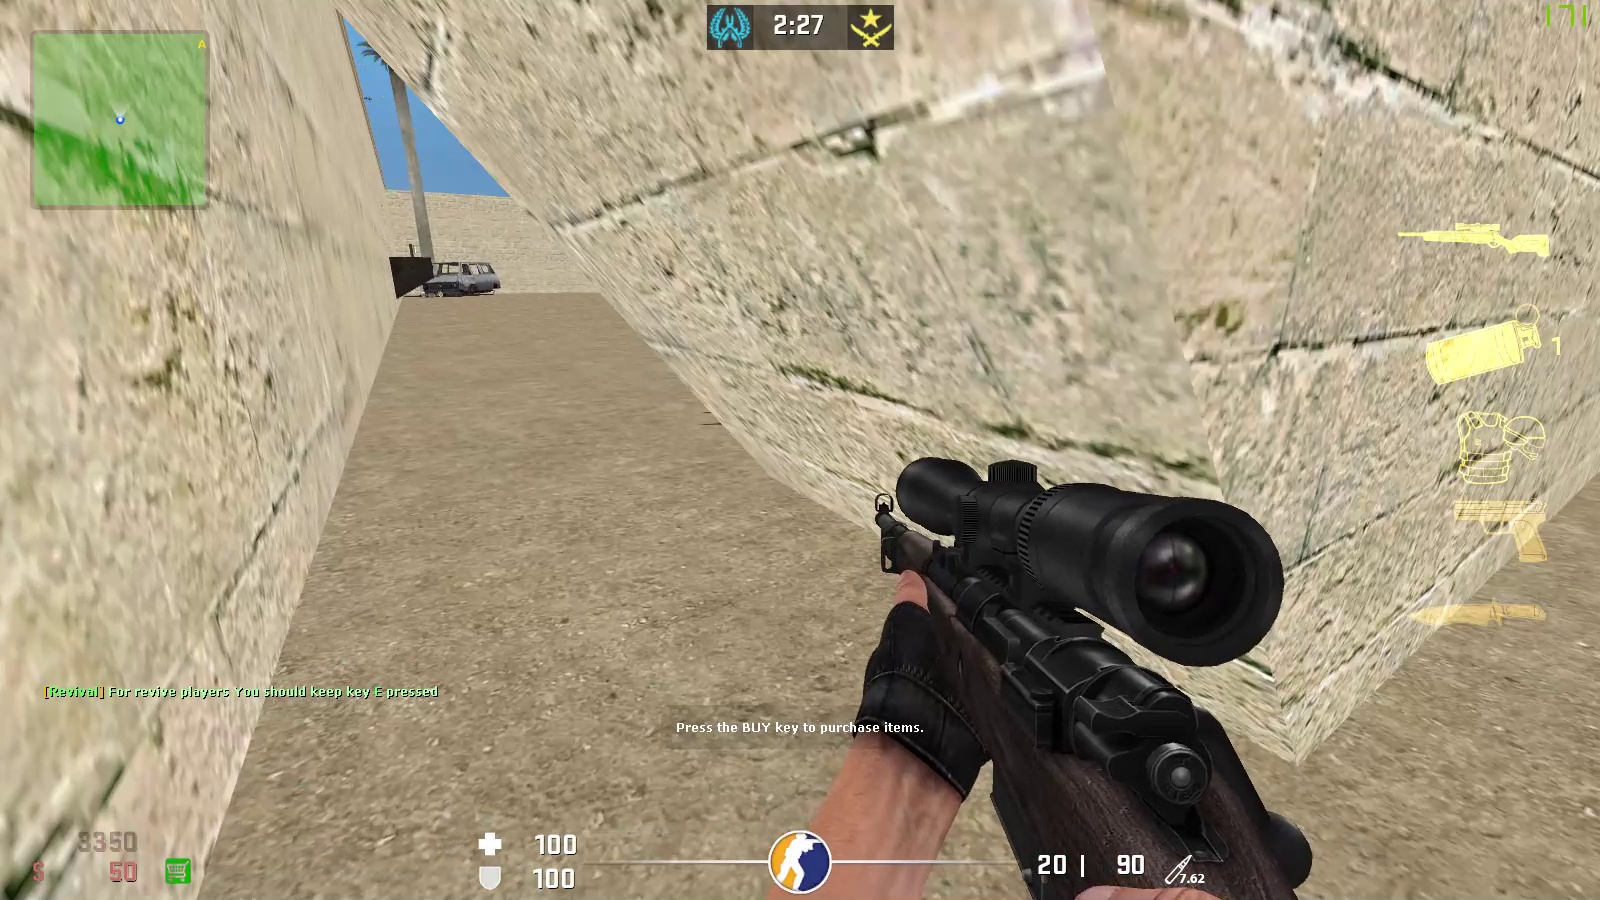 A
2:27
171
1
[Revival] For revive players You should keep key E pressed
Press the BUY key to purchase items.
3350
$ 50
100
100
20 | 90
7.62